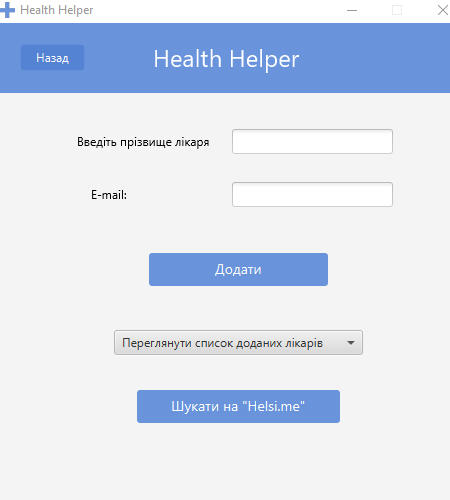 Health Helper
Назад
Health Helper
Введіть прізвище лікаря
E-mail:
Додати
Переглянути список доданих лікарів
Шукати на "Helsi.me"